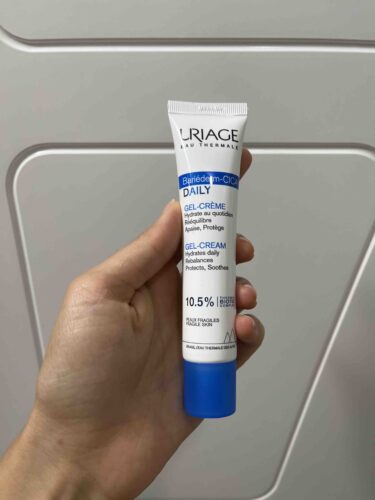 URIAGE
EAU THERMALE
Bariéderm-CICA
DAILY
GEL-CRÈME
Hydrate au quotidien
Rééquilibre
Apaise, Protège
GEL-CREAM
Hydrates daily
Rebalances
Protects, Soothes
10.5%
PEAUX FRAGILES
FRAGILE SKIN